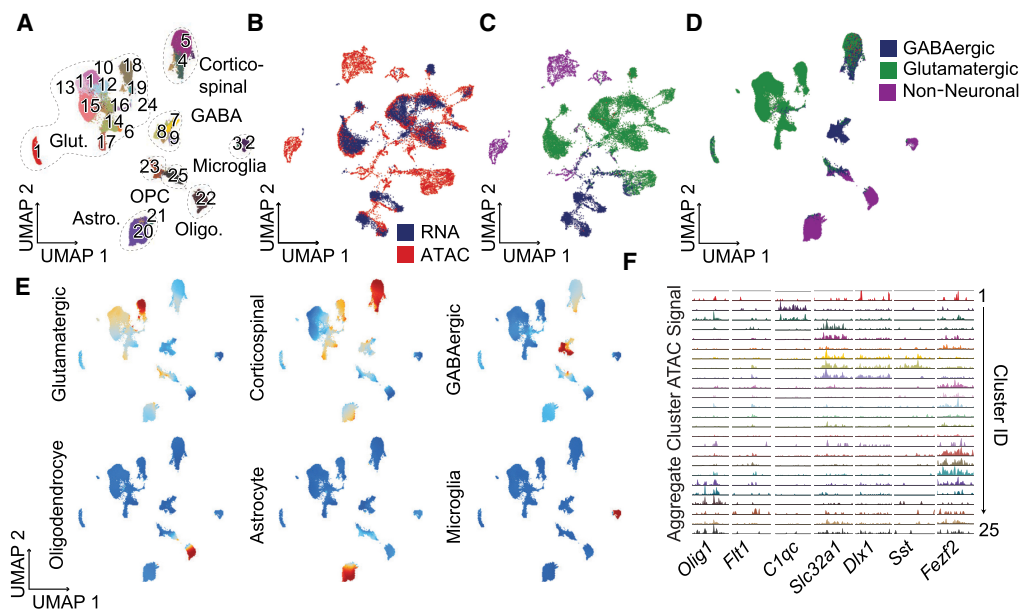 A
B
C
D
5
4
Cortico-
spinal
10
18
13
11
12
19
15
16
24
14
7
GABA
6
8
9
17
Glut.
1
32
Microglia
23
25
OPC
22
21
Astro.
20
Oligo.
UMAP 2
UMAP 1
RNA
ATAC
GABAergic
Glutamatergic
Non-Neuronal
UMAP 2
UMAP 1
UMAP 2
UMAP 1
UMAP 2
UMAP 1
E
Glutamatergic
Corticospinal
GABAergic
Oligodendrocye
Astrocyte
Microglia
UMAP 2
UMAP 1
F
Aggregate Cluster ATAC Signal
1
Cluster ID
25
Olig1
Flt1
C1qc
Slc32a1
Dlx1
Sst
Fezf2